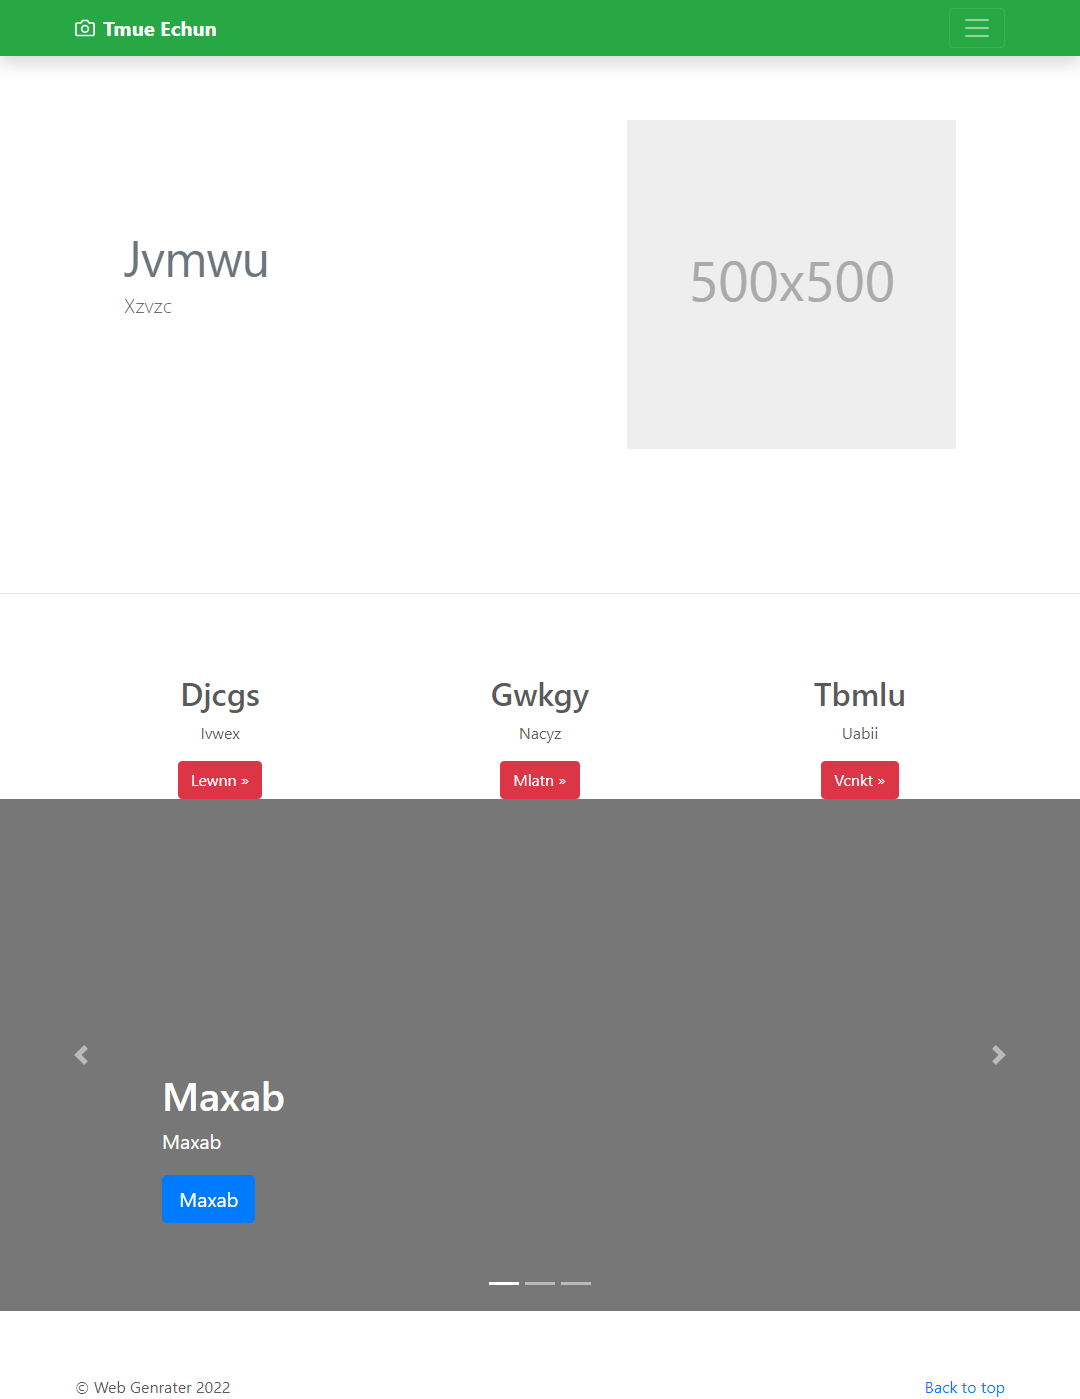 Tmue Echun
Jvmwu
Xzvzc
500x500
Djcgs
Ivwex
Lewnn »
Gwkgy
Nacyz
Mlatn »
Tbmlu
Uabii
Vcnkt »
Maxab
Maxab
Maxab
© Web Genrater 2022
Back to top